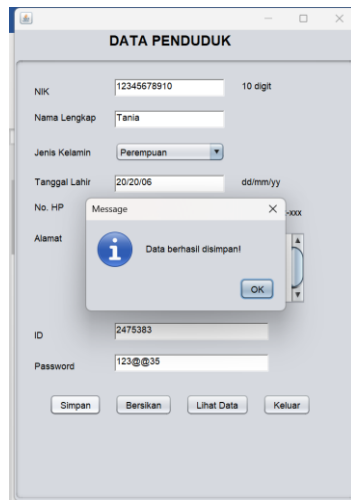 DATA PENDUDUK
NIK 12345678910 10 digit
Nama Lengkap Tania
Jenis Kelamin Perempuan
Tanggal Lahir 20/20/06 dd/mm/yy
No. HP -xxx
Message
Alamat
Data berhasil disimpan!
OK
ID 2475383
Password 123@@35
Simpan Bersikan Lihat Data Keluar